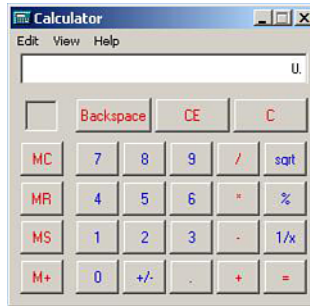 Calculator
Edit View Help
0.
Backspace CE C
MC 7 8 9 / sqrt
MR 4 5 6 * %
MS 1 2 3 - 1/x
M+ 0 +/- . + =